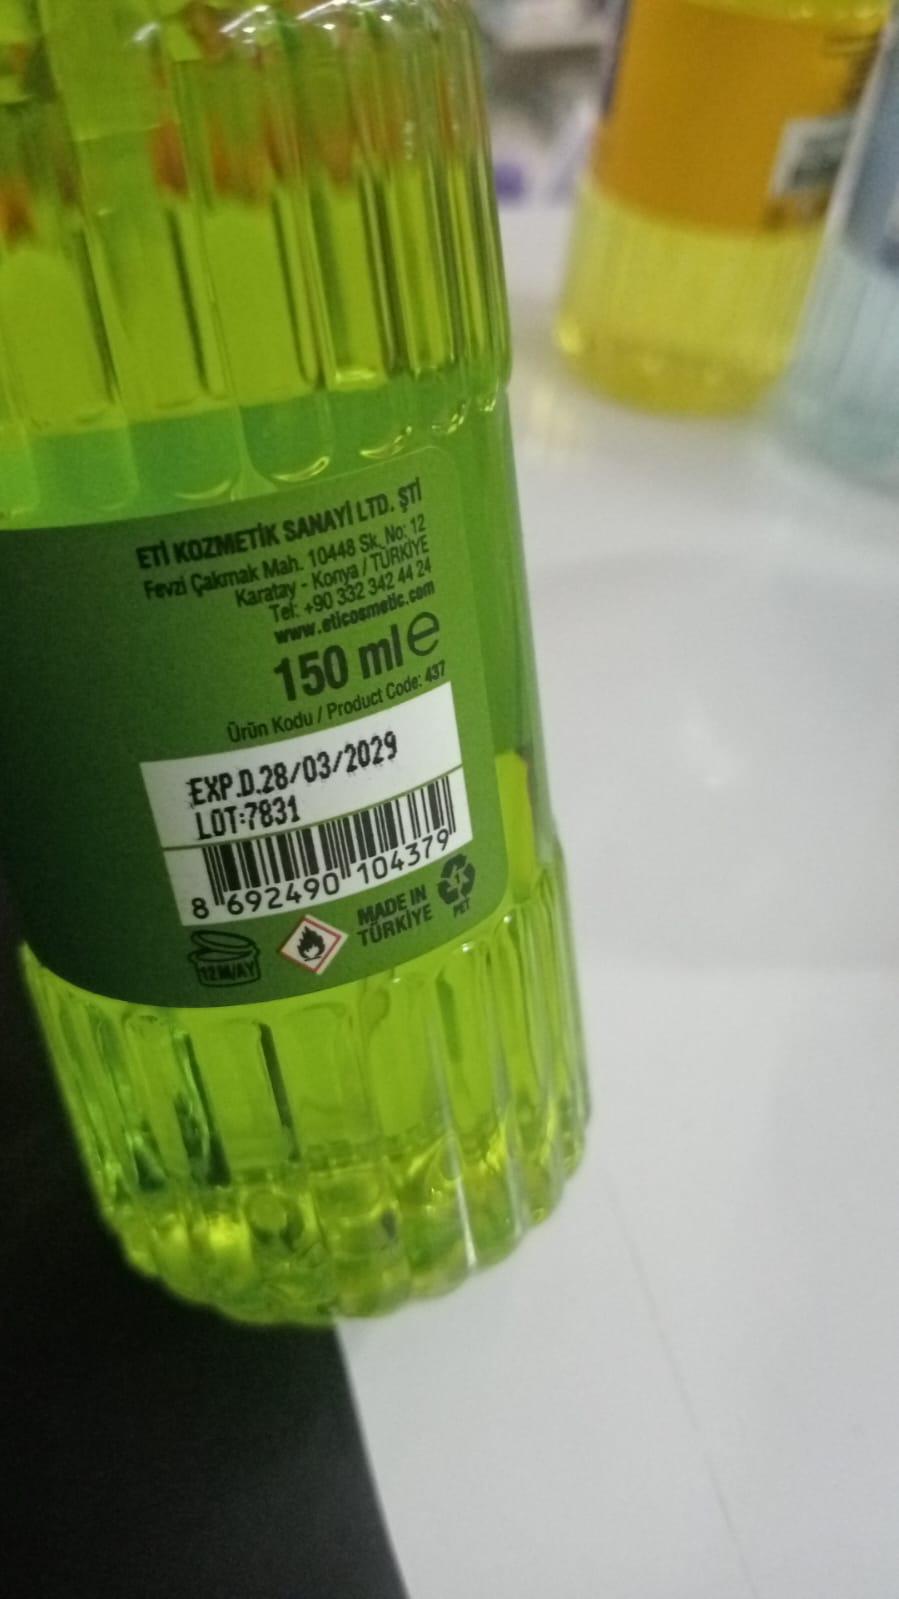 ETİ KOZMETİK SANAYİ LTD. ŞTİ
Fevzi Çakmak Mah. 10448 Sk. No: 12
Karatay - Konya / TÜRKİYE
Tel: +90 332 342 44 24
www.eticosmetic.com
150 ml e
Ürün Kodu / Product Code: 437
EXP.D.28/03/2029
LOT:7831
8 692490 104379
12 M/AY
MADE IN
TÜRKİYE
1
PET